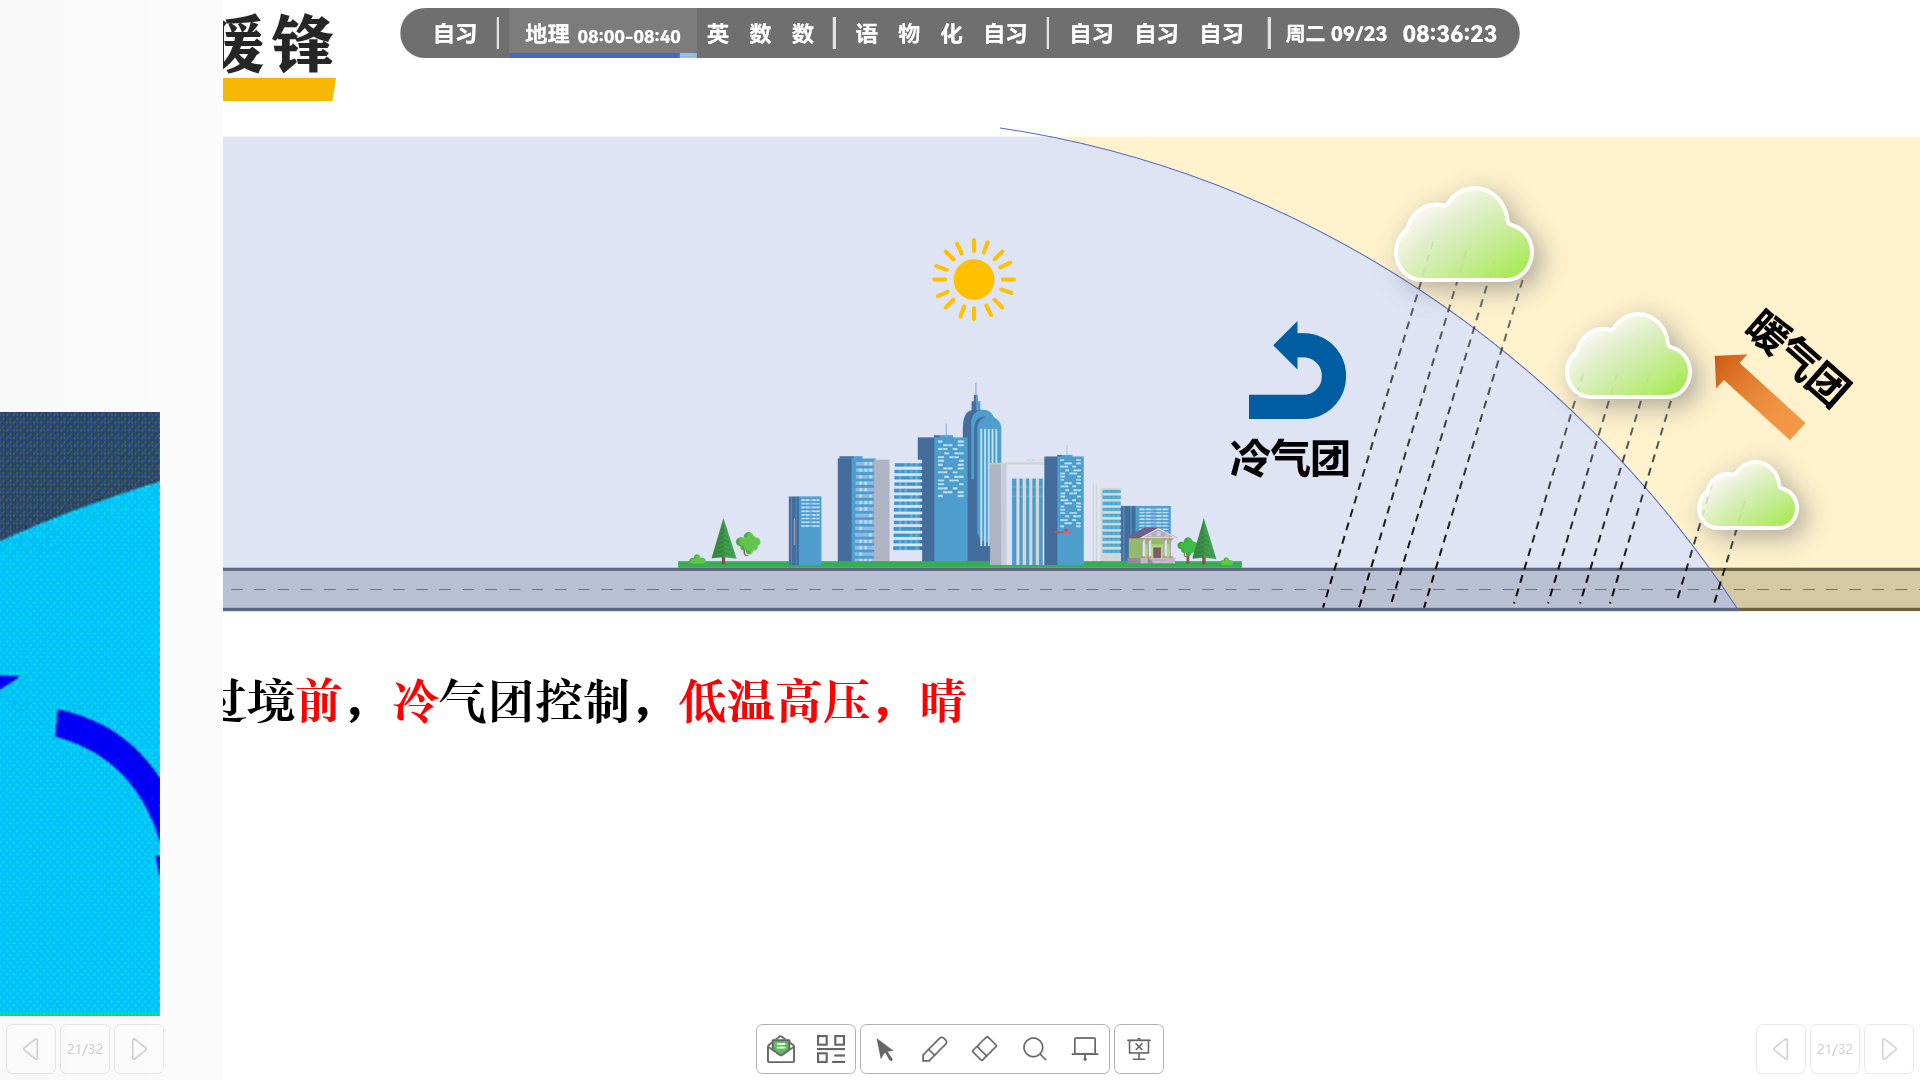 暖锋
自习 地理 08:00-08:40 英 数 数 语 物 化 自习 自习 自习 自习 周二 09/23 08:36:23
暖气团
冷气团
过境前，冷气团控制，低温高压，晴
21/32
21/32